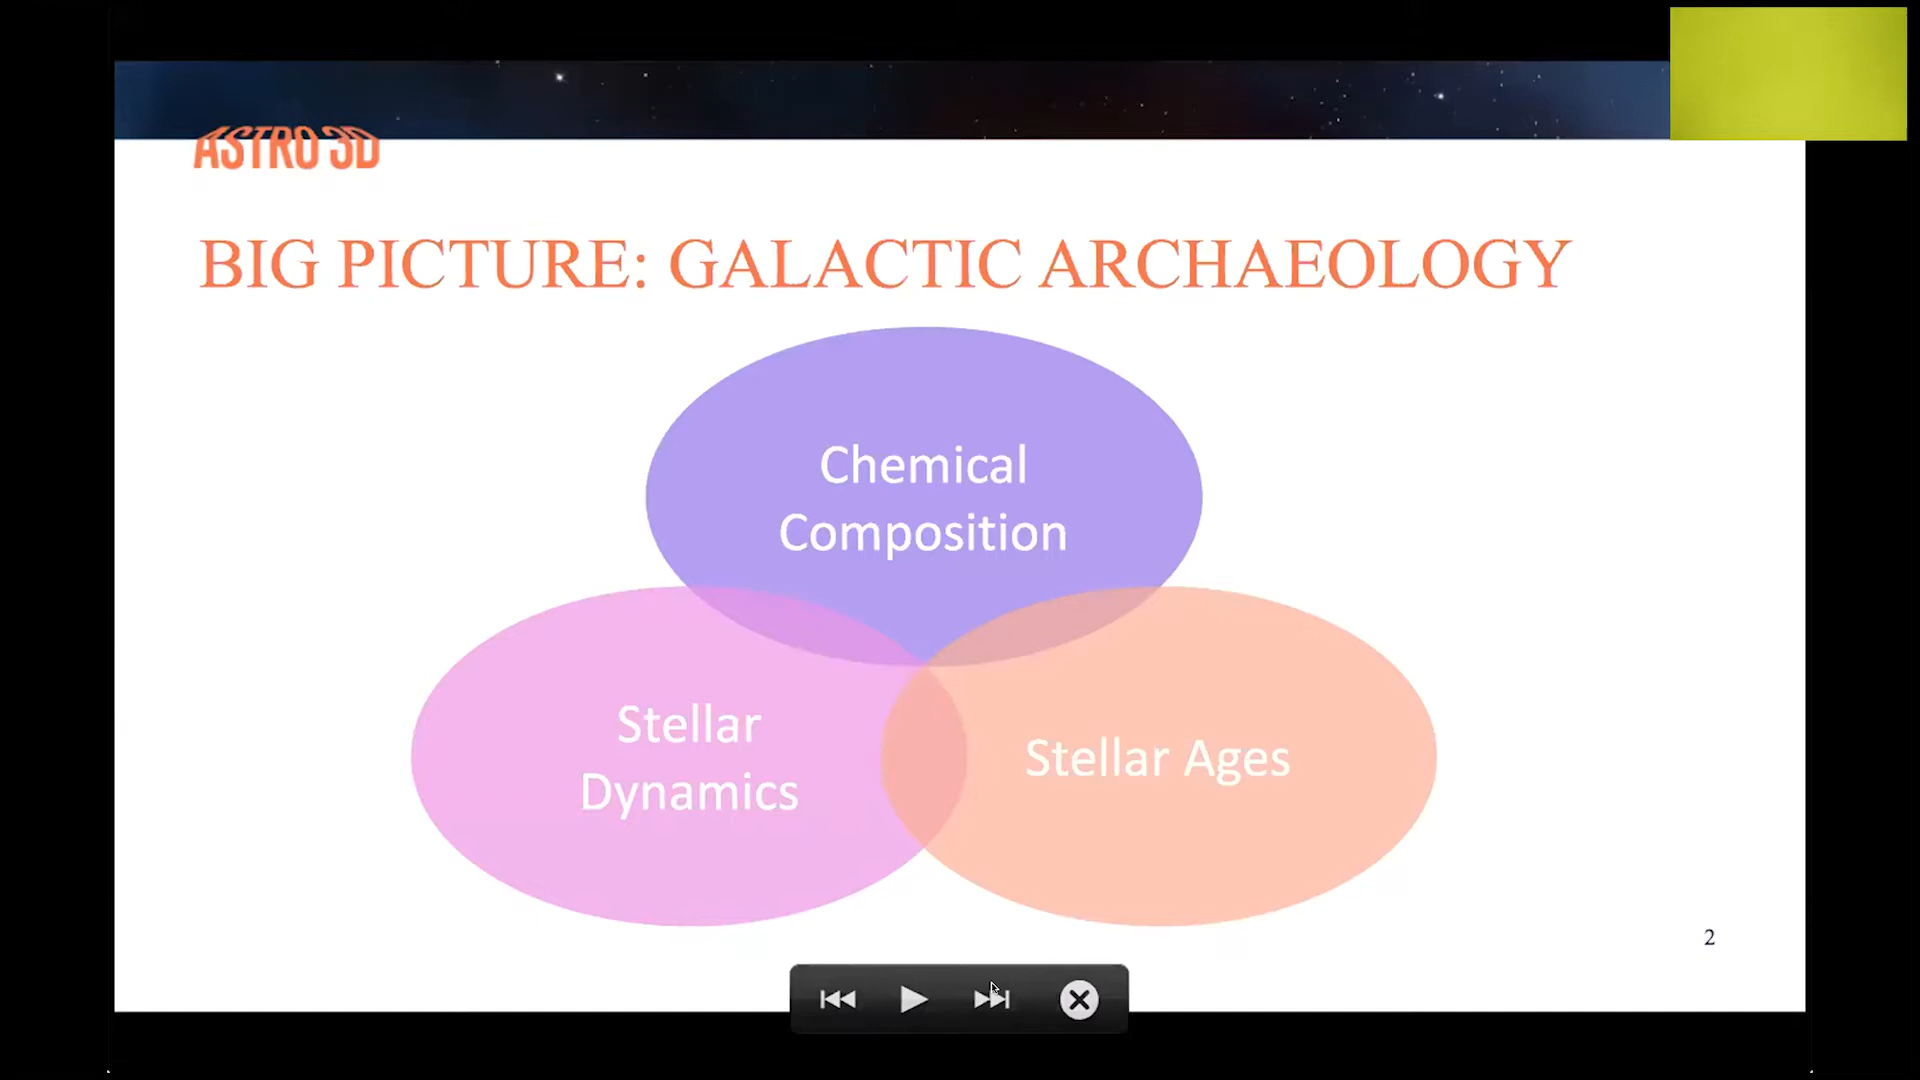 ASTRO 3D
BIG PICTURE: GALACTIC ARCHAEOLOGY
Chemical
Composition
Stellar
Dynamics
Stellar Ages
2